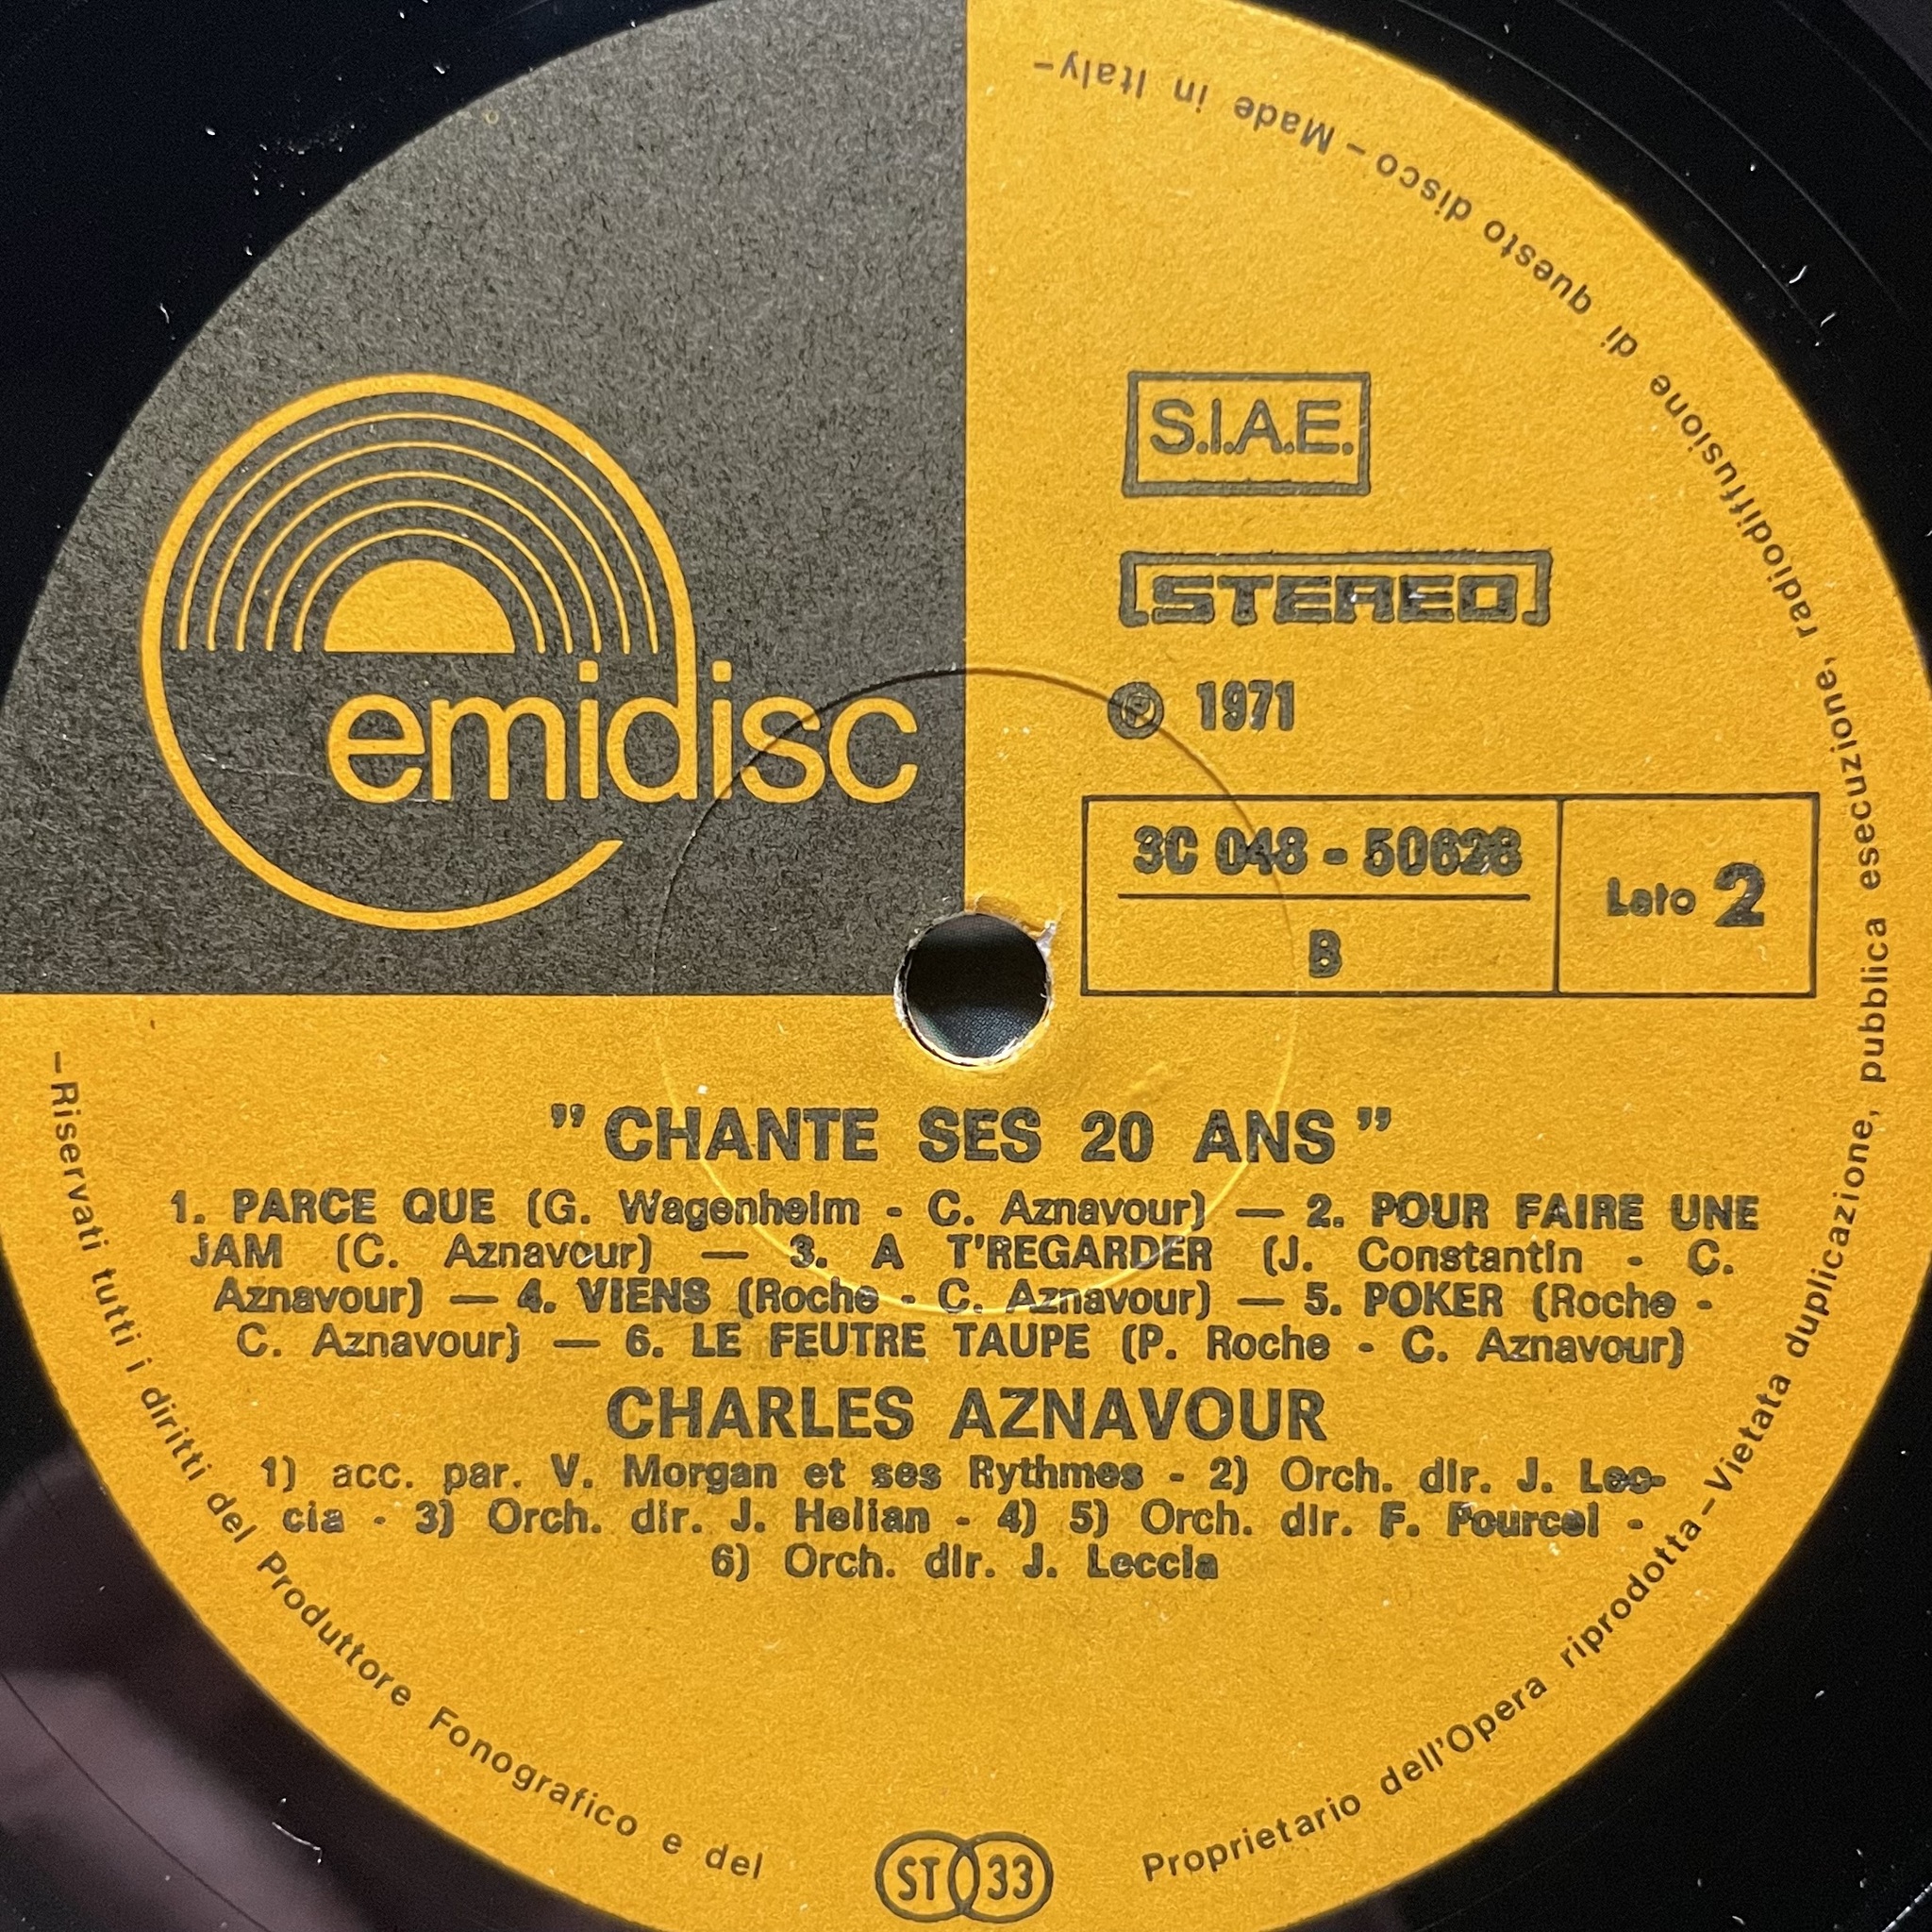 emidisc
S.I.A.E.
STEREO
℗ 1971
3C 048 - 50628
B
Lato 2
" CHANTE SES 20 ANS "
1. PARCE QUE (G. Wagenheim - C. Aznavour) — 2. POUR FAIRE UNE
JAM (C. Aznavour) — 3. A T'REGARDER (J. Constantin - C.
Aznavour) — 4. VIENS (Roche - C. Aznavour) — 5. POKER (Roche -
C. Aznavour) — 6. LE FEUTRE TAUPE (P. Roche - C. Aznavour)
CHARLES AZNAVOUR
1) acc. par. V. Morgan et ses Rythmes - 2) Orch. dir. J. Lec-
cia - 3) Orch. dir. J. Helian - 4) 5) Orch. dir. F. Pourcel -
6) Orch. dir. J. Leccia
ST 33
–Riservati tutti i diritti del Produttore Fonografico e del Proprietario dell'Opera riprodotta–Vietata duplicazione, pubblica esecuzione, radiodiffusione di questo disco–Made in Italy–